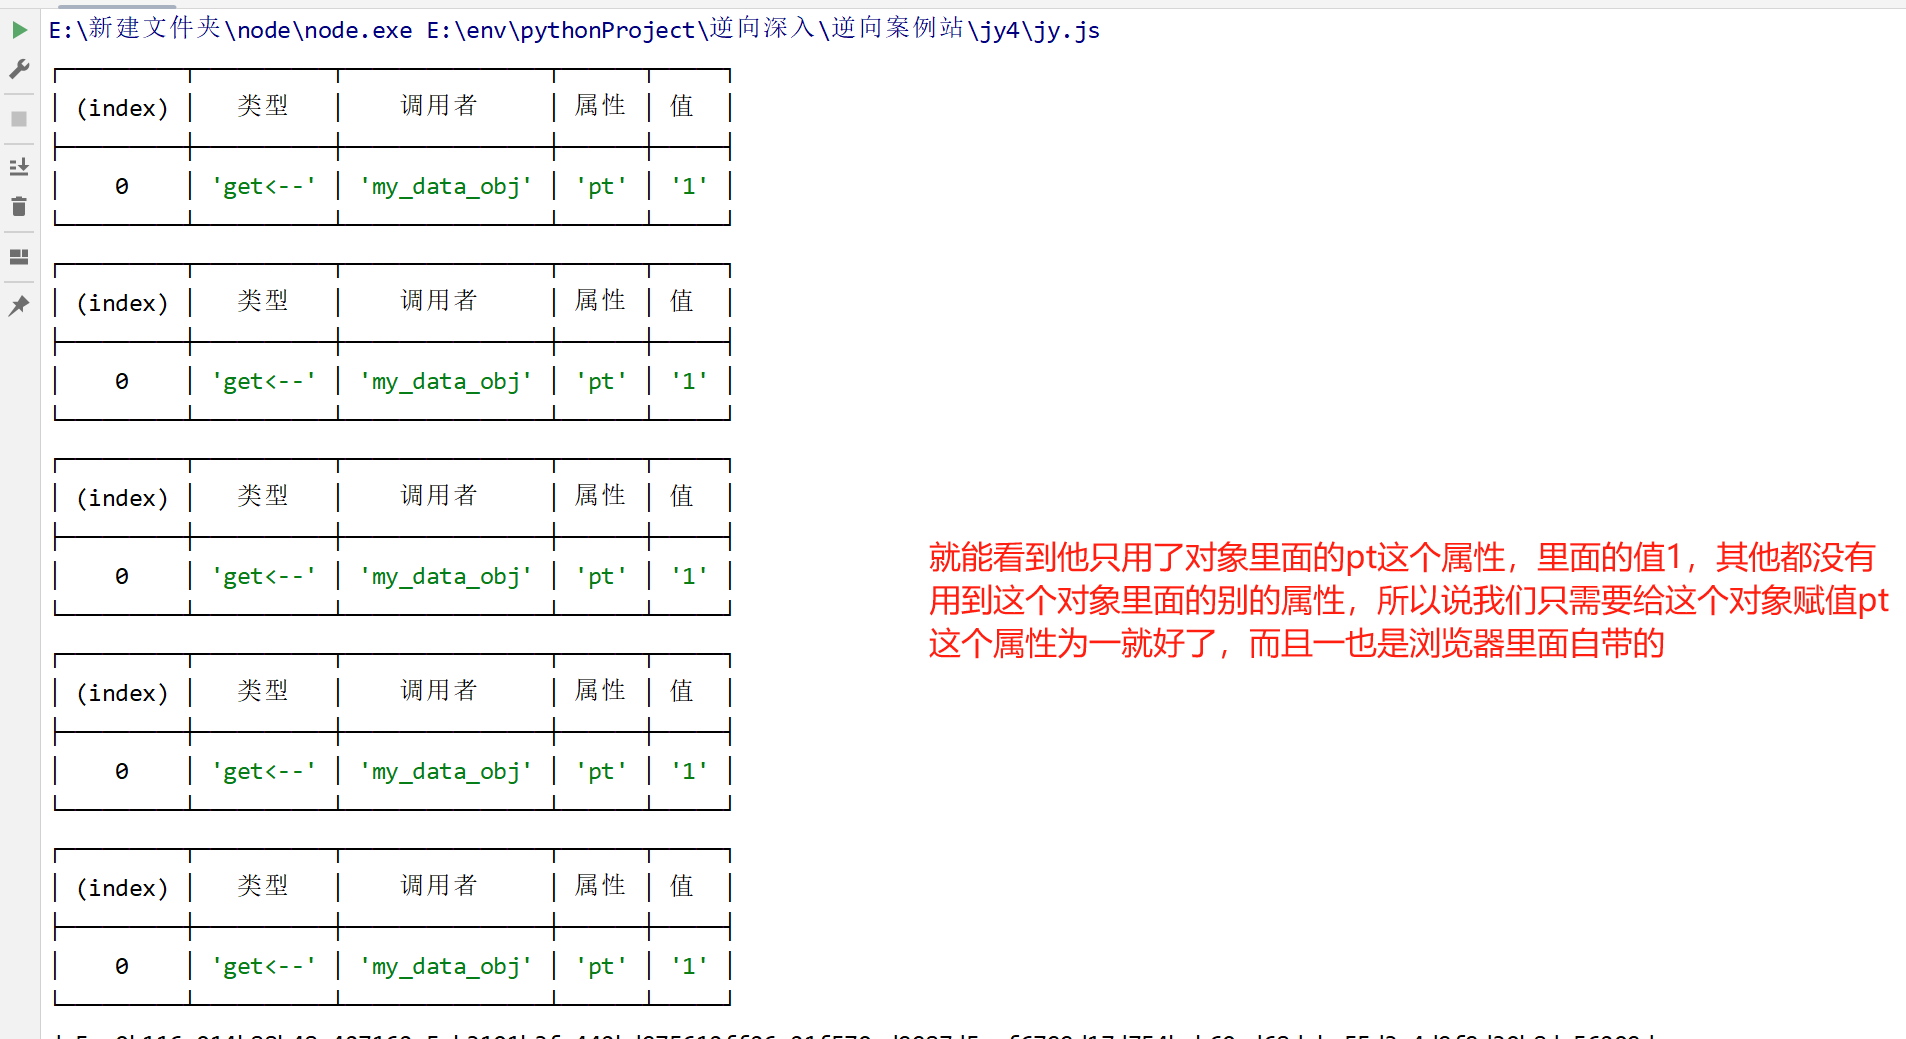 E:\新建文件夹\node\node.exe E:\env\pythonProject\逆向深入\逆向案例站\jy4\jy.js
(index) 类型 调用者 属性 值
0 'get<--' 'my_data_obj' 'pt' '1'
(index) 类型 调用者 属性 值
0 'get<--' 'my_data_obj' 'pt' '1'
(index) 类型 调用者 属性 值
0 'get<--' 'my_data_obj' 'pt' '1'
就能看到他只用了对象里面的pt这个属性，里面的值1，其他都没有
用到这个对象里面的别的属性，所以说我们只需要给这个对象赋值pt
这个属性为一就好了，而且一也是浏览器里面自带的
(index) 类型 调用者 属性 值
0 'get<--' 'my_data_obj' 'pt' '1'
(index) 类型 调用者 属性 值
0 'get<--' 'my_data_obj' 'pt' '1'